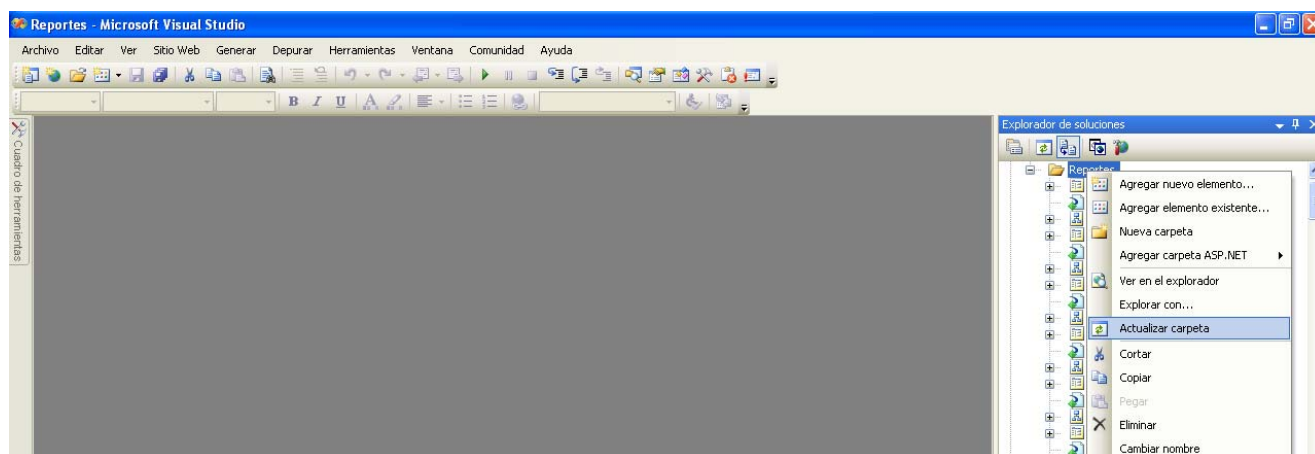 Reportes - Microsoft Visual Studio
Archivo Editar Ver Sitio Web Generar Depurar Herramientas Ventana Comunidad Ayuda
B I U A
Cuadro de herramientas
Explorador de soluciones
Reportes
Agregar nuevo elemento...
Agregar elemento existente...
Nueva carpeta
Agregar carpeta ASP.NET
Ver en el explorador
Explorar con...
Actualizar carpeta
Cortar
Copiar
Pegar
Eliminar
Cambiar nombre